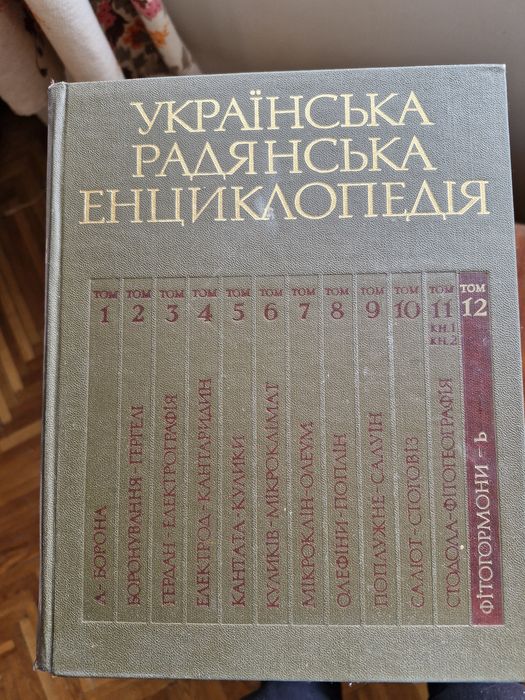 УКРАЇНСЬКА
РАДЯНСЬКА
ЕНЦИКЛОПЕДІЯ
ТОМ 1
А - БОРОНА
ТОМ 2
БОРОНУВАННЯ - ГЕРГЕЛІ
ТОМ 3
ГЕРДАН - ЕЛЕКТРОГРАФІЯ
ТОМ 4
ЕЛЕКТРОД - КАНТАРИДИН
ТОМ 5
КАНТАТА - КУЛИКИ
ТОМ 6
КУЛИКІВ - МІКРОКЛІМАТ
ТОМ 7
МІКРОКЛІН - ОЛЕУМ
ТОМ 8
ОЛЕФІНИ - ПОПЛІН
ТОМ 9
ПОПЛУЖНЕ - САЛУЇН
ТОМ 10
САЛЮТ - СТОГОВІЗ
ТОМ 11
КН.1
КН.2
СТОДОЛА - ФІТОГЕОГРАФІЯ
ТОМ 12
ФІТОГОРМОНИ - Ь